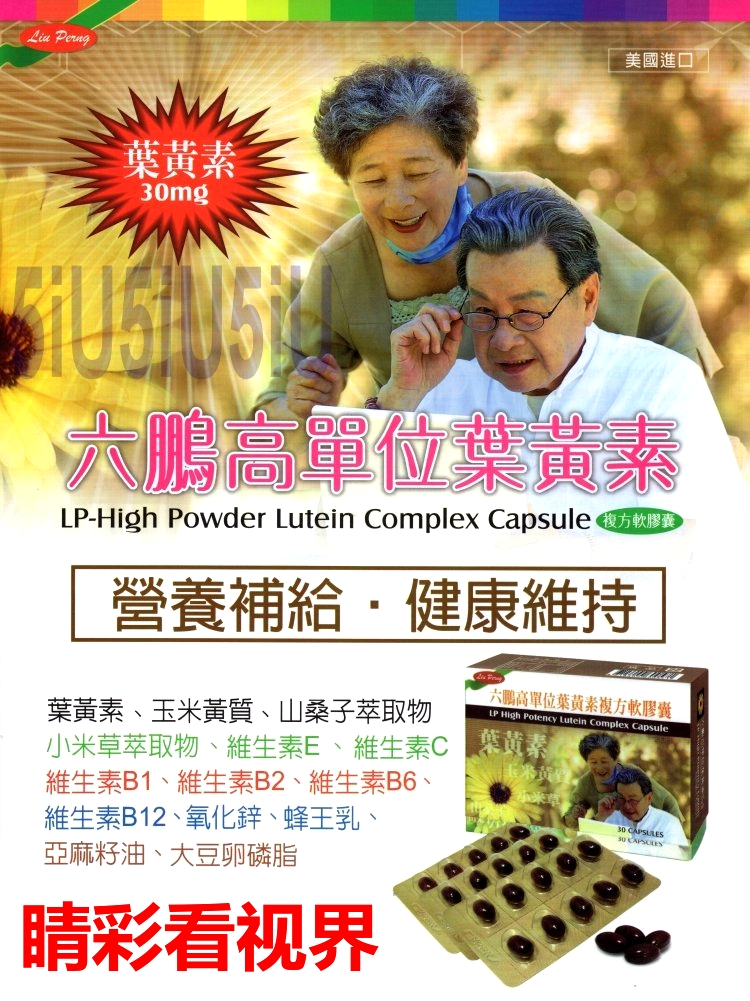 Liu Perng
美國進口
葉黃素
30mg
5iU5iU5iU
六鵬高單位葉黃素
LP-High Powder Lutein Complex Capsule 複方軟膠囊
營養補給・健康維持
葉黃素、玉米黃質、山桑子萃取物
小米草萃取物、維生素E、維生素C
維生素B1、維生素B2、維生素B6、
維生素B12、氧化鋅、蜂王乳、
亞麻籽油、大豆卵磷脂
Liu Perng
六鵬高單位葉黃素複方軟膠囊
LP High Potency Lutein Complex Capsule
葉黃素
玉米黃質
小米草
30 CAPSULES
30 CAPSULES
睛彩看视界